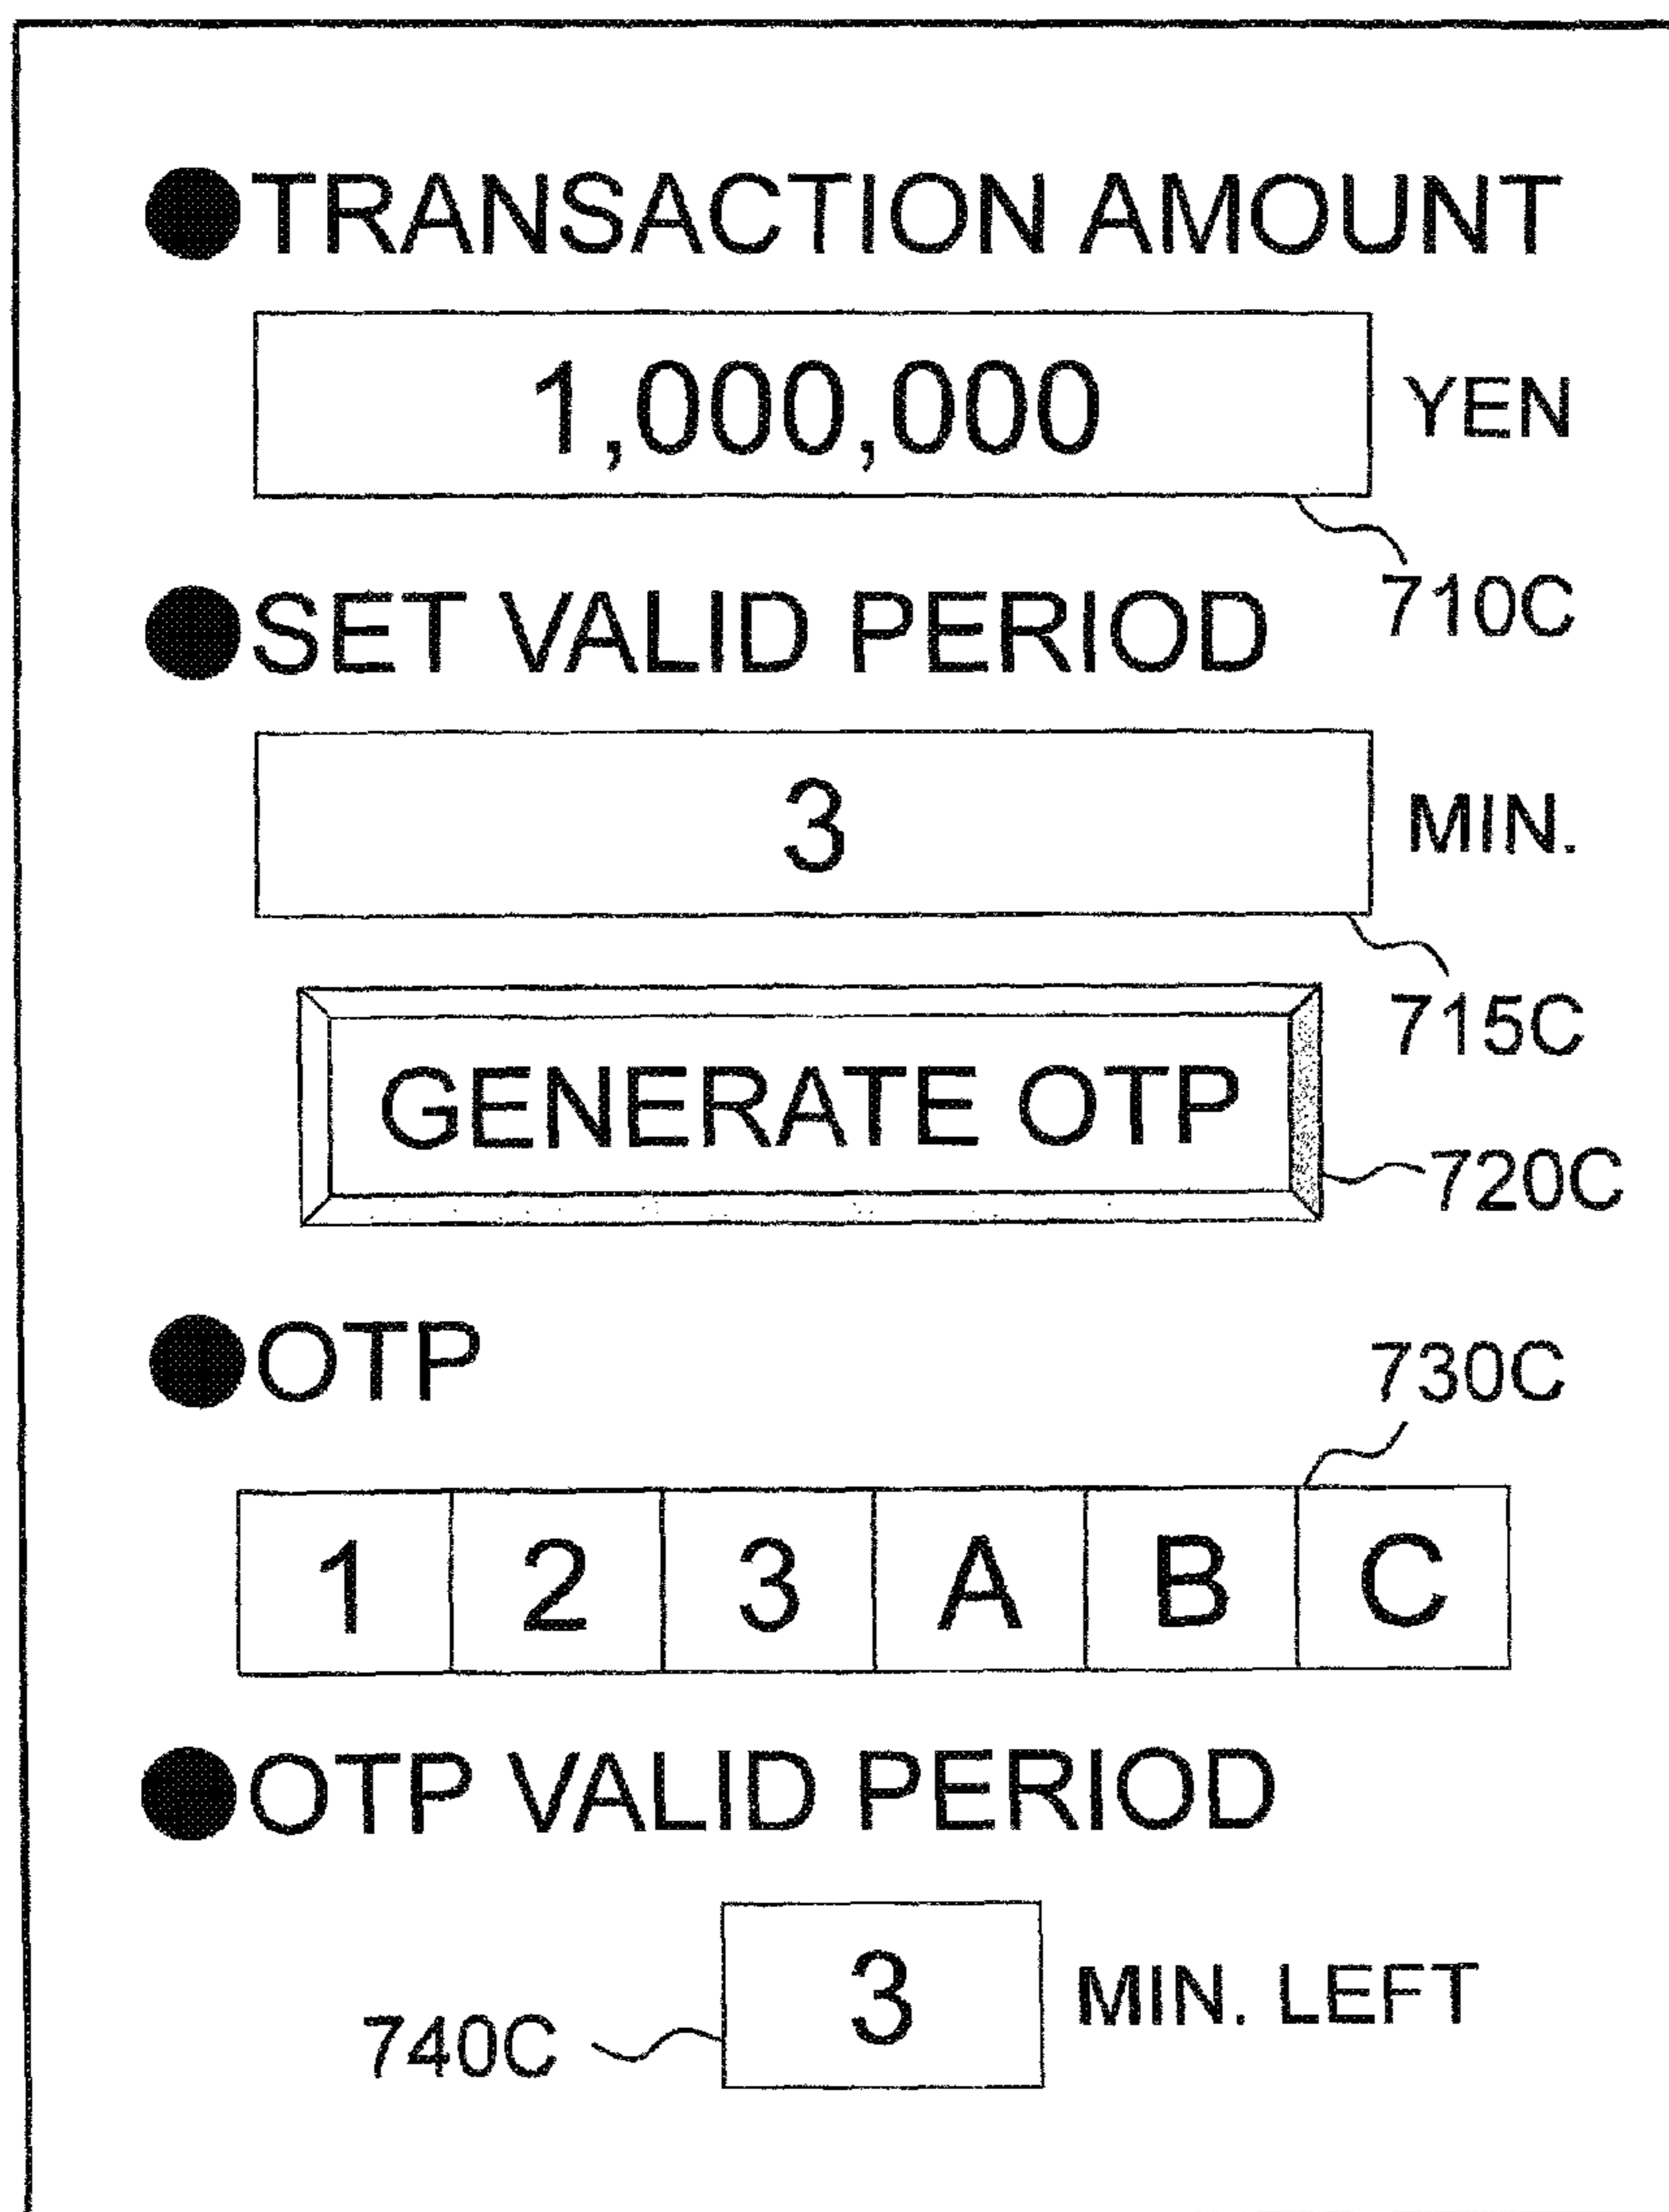 ●TRANSACTION AMOUNT
1,000,000 YEN
710C
●SET VALID PERIOD
3 MIN.
715C
GENERATE OTP
720C
●OTP
730C
1 2 3 A B C
●OTP VALID PERIOD
3 MIN. LEFT
740C